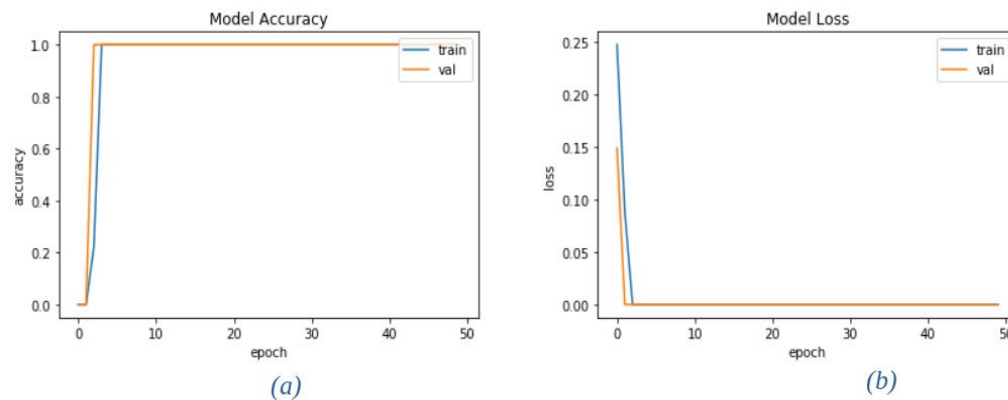 Model Accuracy
1.0
0.8
0.6
0.4
0.2
0.0
accuracy
train
val
0 10 20 30 40 50
epoch
(a)
Model Loss
0.25
0.20
0.15
0.10
0.05
0.00
loss
train
val
0 10 20 30 40 50
epoch
(b)